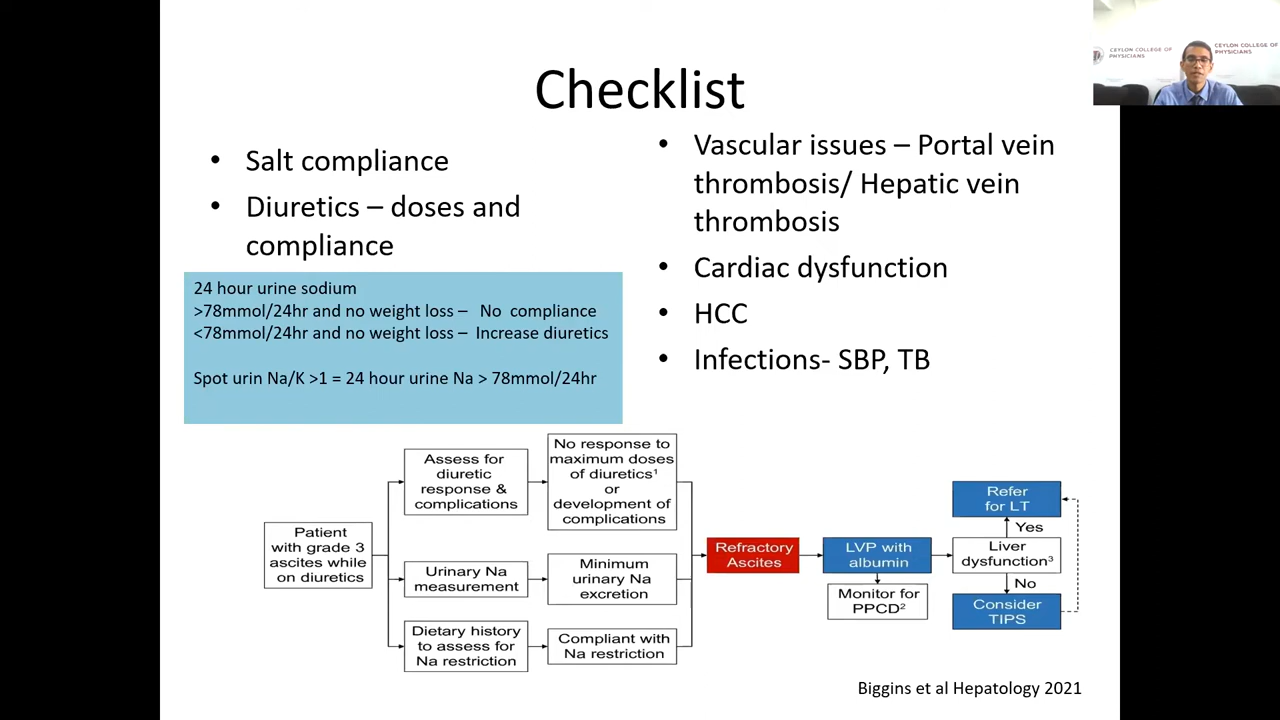 Checklist
• Salt compliance
• Diuretics – doses and
compliance
24 hour urine sodium
>78mmol/24hr and no weight loss – No compliance
<78mmol/24hr and no weight loss – Increase diuretics
Spot urin Na/K >1 = 24 hour urine Na > 78mmol/24hr
• Vascular issues – Portal vein
thrombosis/ Hepatic vein
thrombosis
• Cardiac dysfunction
• HCC
• Infections- SBP, TB
CEYLON COLLEGE OF
PHYSICIANS
CEYLON COLLEGE OF
PHYSICIANS
Patient
with grade 3
ascites while
on diuretics
Assess for
diuretic
response &
complications
No response to
maximum doses
of diuretics¹
or
development of
complications
Urinary Na
measurement
Minimum
urinary Na
excretion
Dietary history
to assess for
Na restriction
Compliant with
Na restriction
Refractory
Ascites
LVP with
albumin
Monitor for
PPCD²
Refer
for LT
Yes
Liver
dysfunction³
No
Consider
TIPS
Biggins et al Hepatology 2021